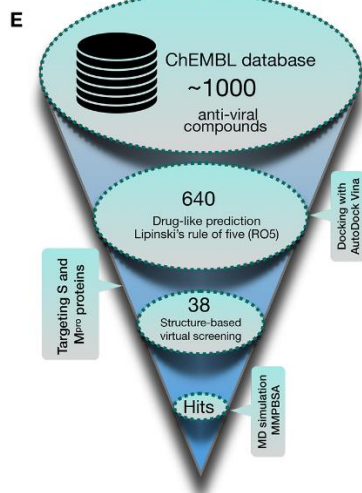 E
ChEMBL database
~1000
anti-viral
compounds
640
Drug-like prediction
Lipinski's rule of five (RO5)
Docking with
AutoDock Vina
Targeting S and
Mpro proteins
38
Structure-based
virtual screening
Hits
MD simulation
MMPBSA